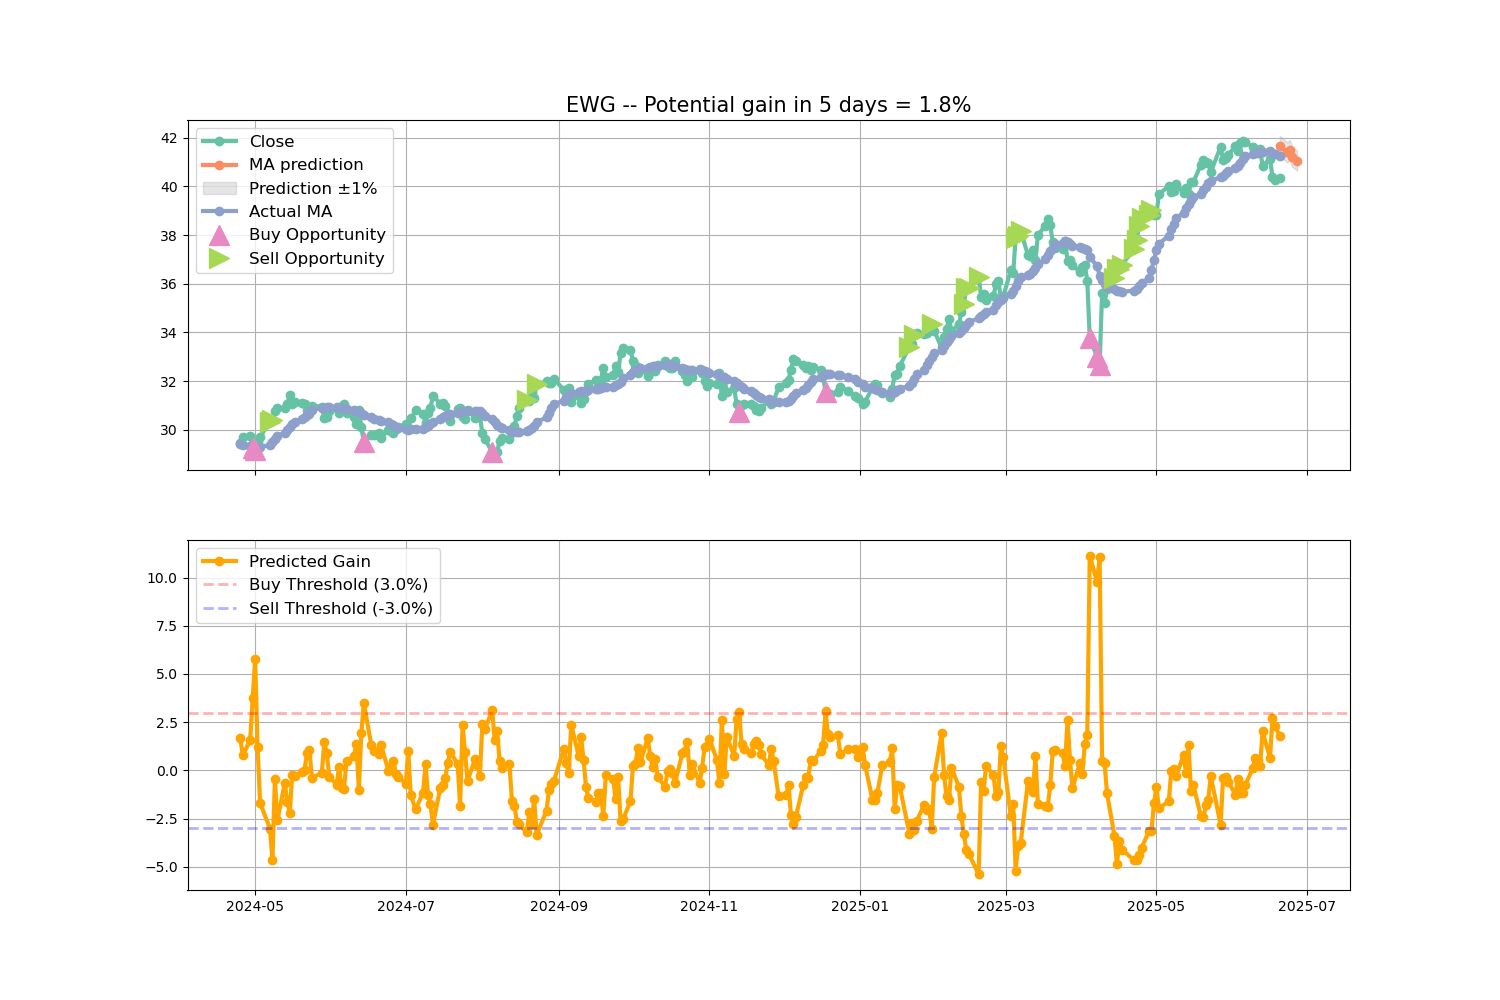 EWG -- Potential gain in 5 days = 1.8%
42
40
38
36
34
32
30
Close
MA prediction
Prediction ±1%
Actual MA
Buy Opportunity
Sell Opportunity
10.0
7.5
5.0
2.5
0.0
−2.5
−5.0
Predicted Gain
Buy Threshold (3.0%)
Sell Threshold (-3.0%)
2024-05
2024-07
2024-09
2024-11
2025-01
2025-03
2025-05
2025-07